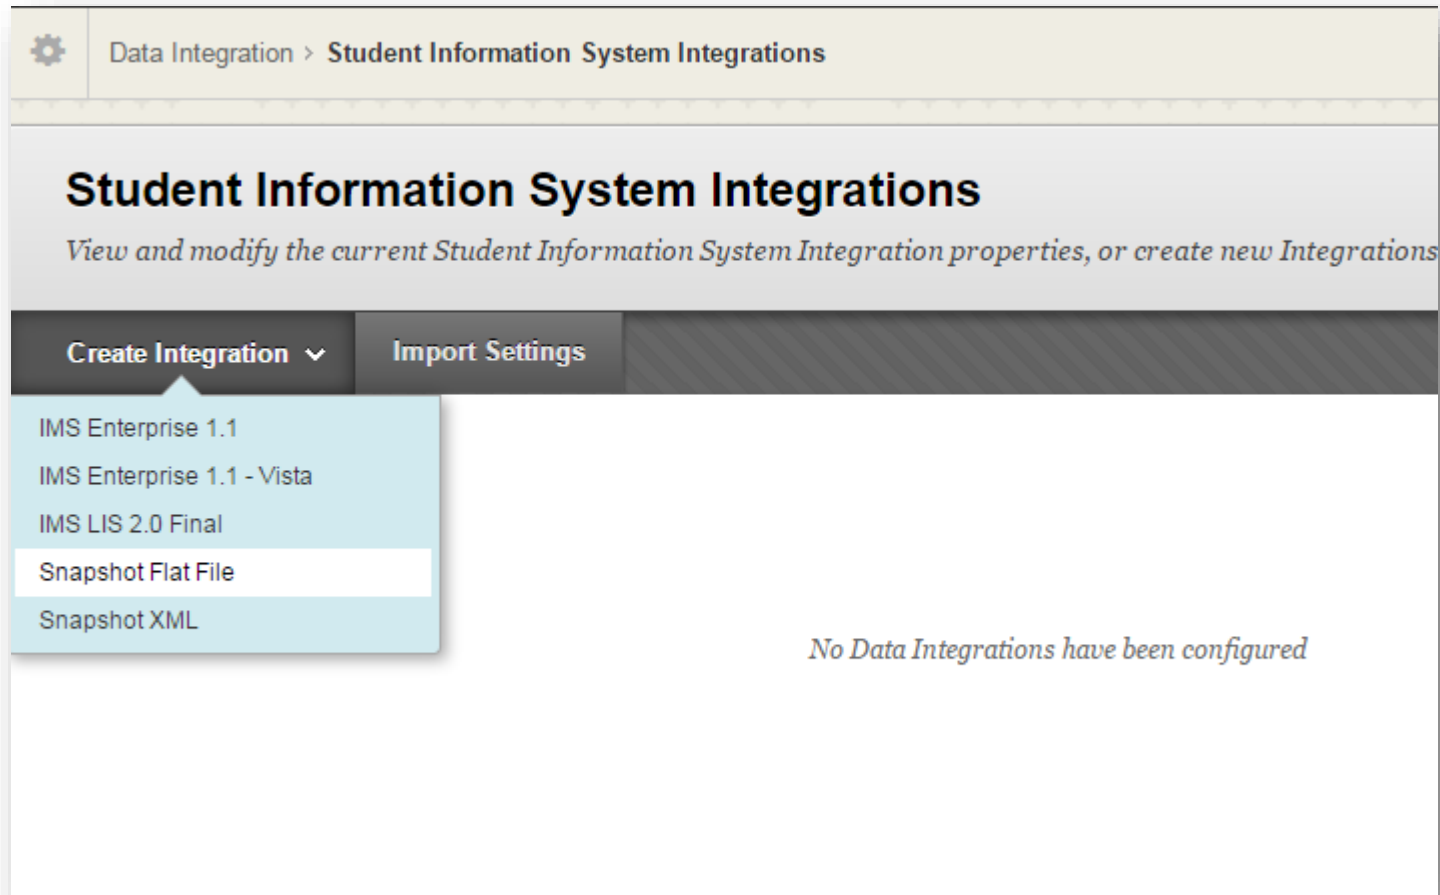 Data Integration > Student Information System Integrations
Student Information System Integrations
View and modify the current Student Information System Integration properties, or create new Integrations
Create Integration Import Settings
IMS Enterprise 1.1
IMS Enterprise 1.1 - Vista
IMS LIS 2.0 Final
Snapshot Flat File
Snapshot XML
No Data Integrations have been configured